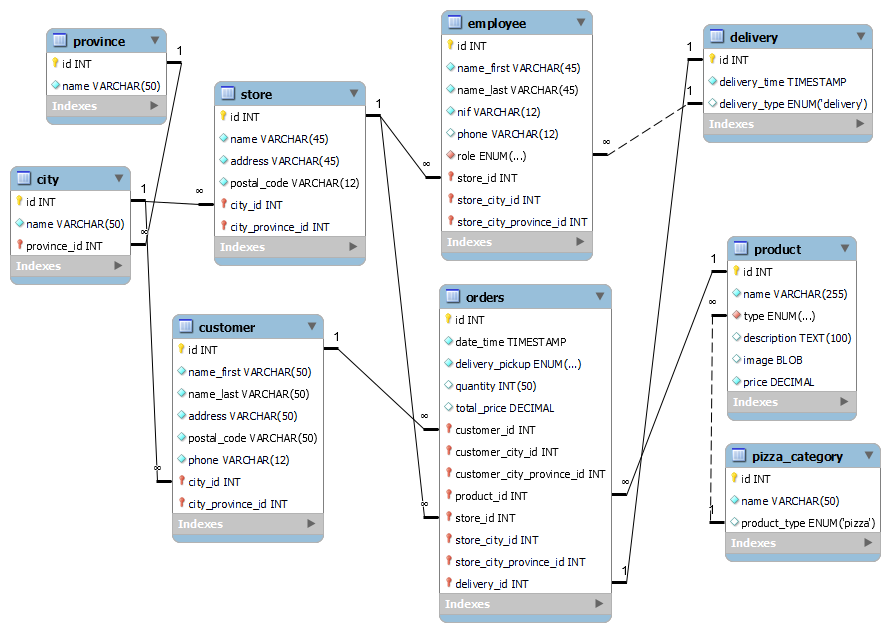 province
id INT
name VARCHAR(50)
Indexes
city
id INT
name VARCHAR(50)
province_id INT
Indexes
store
id INT
name VARCHAR(45)
address VARCHAR(45)
postal_code VARCHAR(12)
city_id INT
city_province_id INT
Indexes
customer
id INT
name_first VARCHAR(50)
name_last VARCHAR(50)
address VARCHAR(50)
postal_code VARCHAR(50)
phone VARCHAR(12)
city_id INT
city_province_id INT
Indexes
employee
id INT
name_first VARCHAR(45)
name_last VARCHAR(45)
nif VARCHAR(12)
phone VARCHAR(12)
role ENUM(...)
store_id INT
store_city_id INT
store_city_province_id INT
Indexes
orders
id INT
date_time TIMESTAMP
delivery_pickup ENUM(...)
quantity INT(50)
total_price DECIMAL
customer_id INT
customer_city_id INT
customer_city_province_id INT
product_id INT
store_id INT
store_city_id INT
store_city_province_id INT
delivery_id INT
Indexes
delivery
id INT
delivery_time TIMESTAMP
delivery_type ENUM('delivery')
Indexes
product
id INT
name VARCHAR(255)
type ENUM(...)
description TEXT(100)
image BLOB
price DECIMAL
Indexes
pizza_category
id INT
name VARCHAR(50)
product_type ENUM('pizza')
Indexes
1
∞
1
∞
∞
1
∞
∞
1
∞
1
1
∞
1
1
∞
∞
1